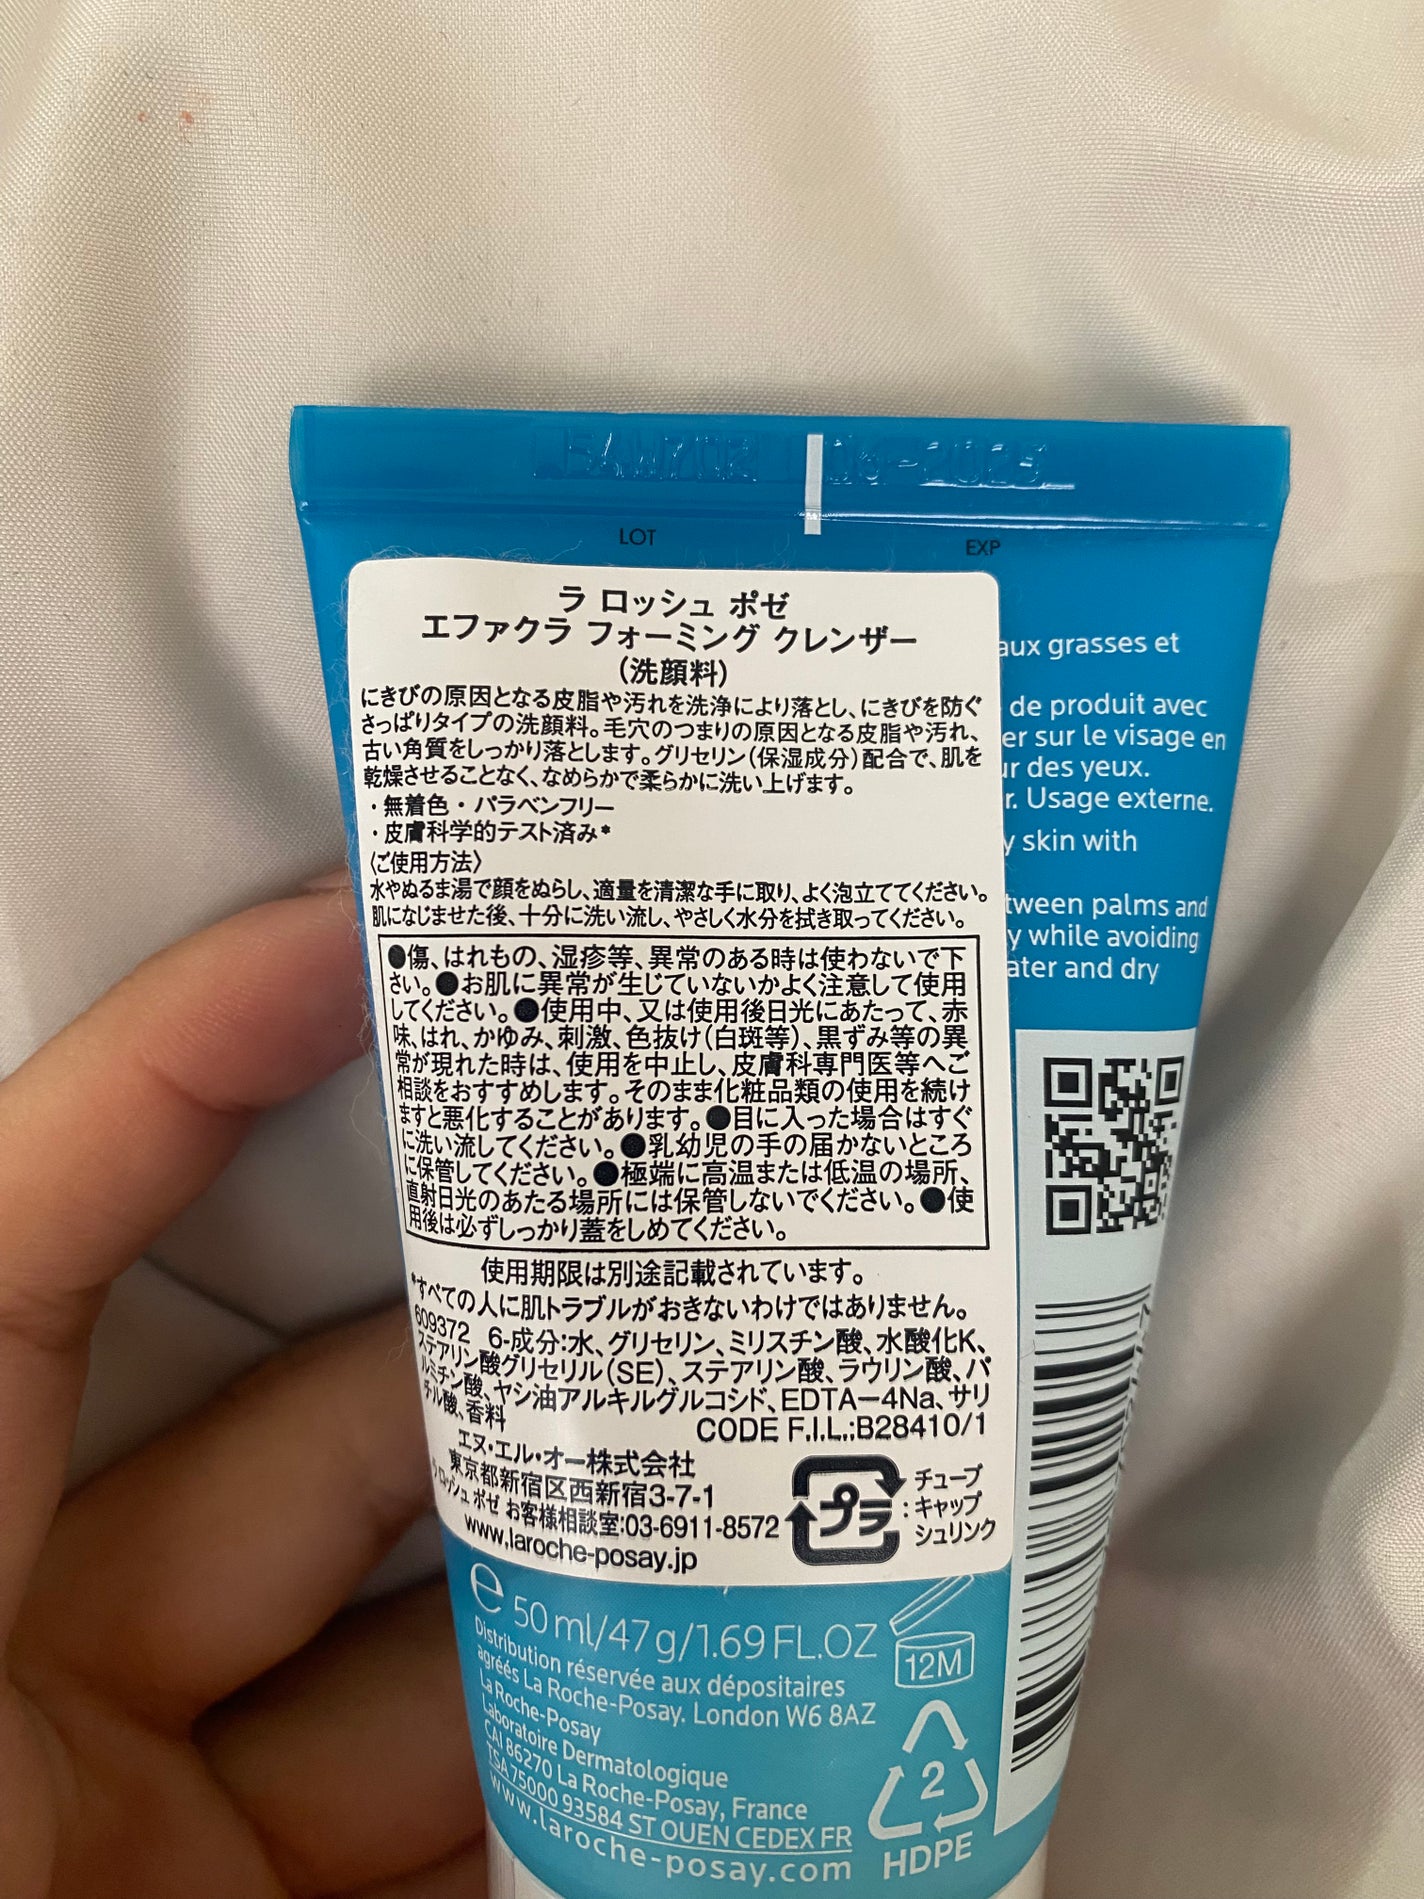 06-2025
LOT
EXP
ラ ロッシュ ポゼ
エファクラ フォーミング クレンザー
(洗顔料)
にきびの原因となる皮脂や汚れを洗浄により落とし、にきびを防ぐ
さっぱりタイプの洗顔料。毛穴のつまりの原因となる皮脂や汚れ、
古い角質をしっかり落とします。グリセリン(保湿成分)配合で、肌を
乾燥させることなく、なめらかで柔らかに洗い上げます。
・無着色・パラベンフリー
・皮膚科学的テスト済み*
〈ご使用方法〉
水やぬるま湯で顔をぬらし、適量を清潔な手に取り、よく泡立ててください。
肌になじませた後、十分に洗い流し、やさしく水分を拭き取ってください。
●傷、はれもの、湿疹等、異常のある時は使わないで下
さい。●お肌に異常が生じていないかよく注意して使用
してください。●使用中、又は使用後日光にあたって、赤
味、はれ、かゆみ、刺激、色抜け(白斑等)、黒ずみ等の異
常が現れた時は、使用を中止し、皮膚科専門医等へご
相談をおすすめします。そのまま化粧品類の使用を続け
ますと悪化することがあります。●目に入った場合はすぐ
に洗い流してください。●乳幼児の手の届かないところ
に保管してください。●極端に高温または低温の場所、
直射日光のあたる場所には保管しないでください。●使
用後は必ずしっかり蓋をしめてください。
使用期限は別途記載されています。
*すべての人に肌トラブルがおきないわけではありません。
609372 6-成分:水、グリセリン、ミリスチン酸、水酸化K、
ステアリン酸グリセリル(SE)、ステアリン酸、ラウリン酸、パ
ルミチン酸、ヤシ油アルキルグルコシド、EDTA-4Na、サリ
チル酸、香料
CODE F.I.L.:B28410/1
エヌ・エル・オー株式会社
東京都新宿区西新宿3-7-1
ラ ロッシュ ポゼ お客様相談室:03-6911-8572
www.laroche-posay.jp
プラ
チューブ
:キャップ
シュリンク
aux grasses et
de produit avec
er sur le visage en
ur des yeux.
r. Usage externe.
y skin with
tween palms and
y while avoiding
ater and dry
e 50 ml/47g/1.69 FL.OZ
12M
Distribution réservée aux dépositaires
agréés La Roche-Posay. London W6 8AZ
La Roche-Posay
Laboratoire Dermatologique
CAI 86270 La Roche-Posay, France
TSA 75000 93584 ST OUEN CEDEX FR
www.laroche-posay.com
2
HDPE